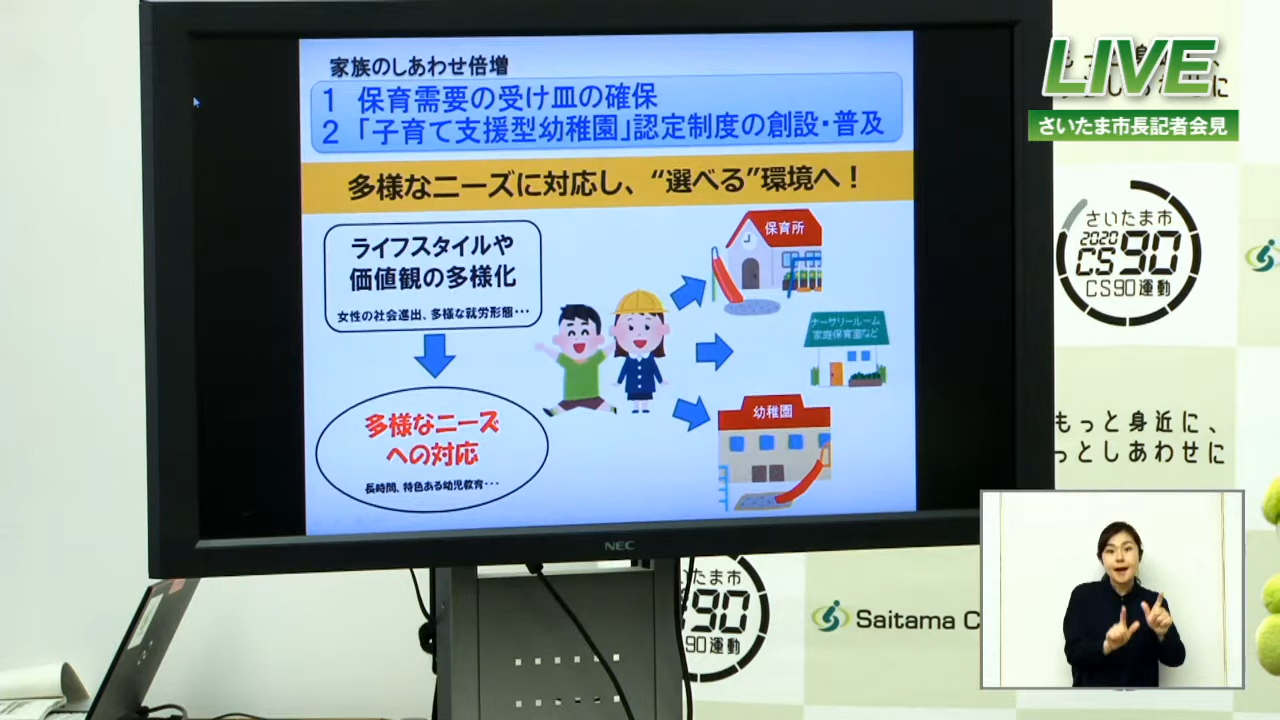 家族のしあわせ倍増
1 保育需要の受け皿の確保
2 「子育て支援型幼稚園」認定制度の創設・普及
多様なニーズに対応し、“選べる”環境へ！
ライフスタイルや
価値観の多様化
女性の社会進出、多様な就労形態・・・
多様なニーズ
への対応
長時間、特色ある幼児教育・・・
保育所
ナーサリールーム
家庭保育室など
幼稚園
NEC
LIVE
さいたま市長記者会見
さいたま市
2020
CS90
CS90運動
もっと身近に、
っとしあわせに
たま市
90
90運動
Saitama C